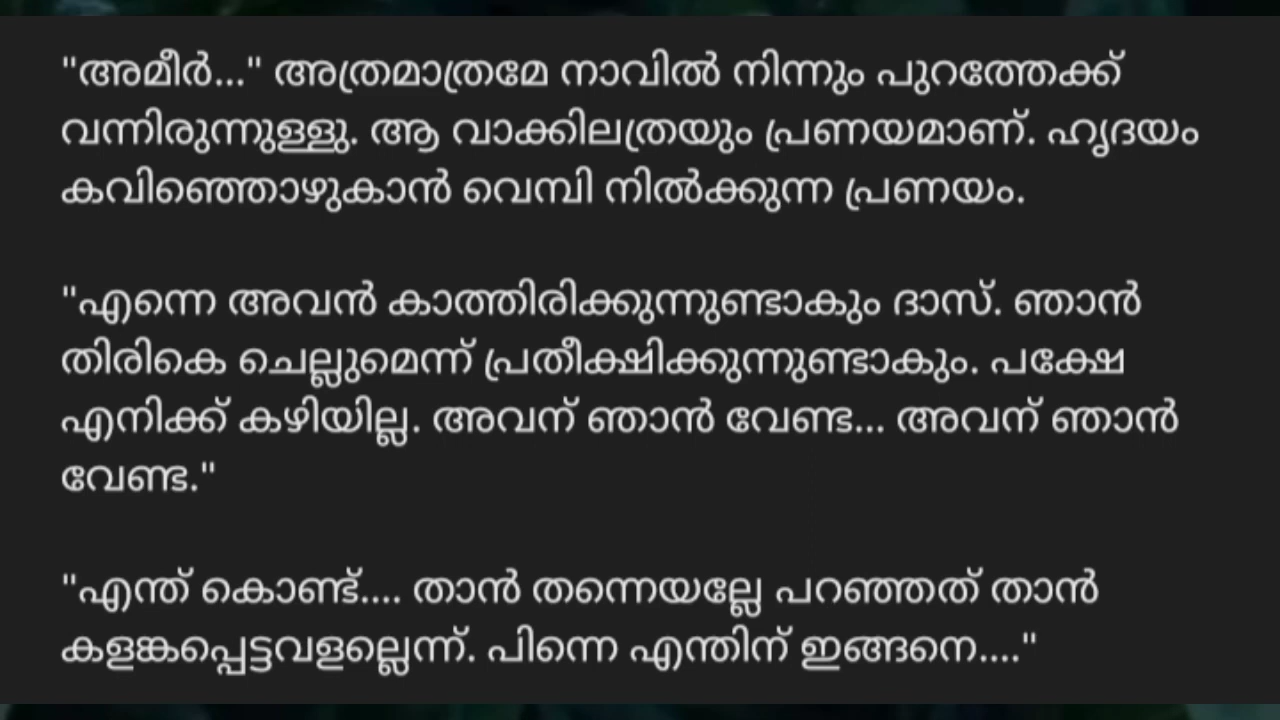 "അമീർ..." അത്രമാത്രമേ നാവിൽ നിന്നും പുറത്തേക്ക്
വന്നിരുന്നുള്ളു. ആ വാക്കിലത്രയും പ്രണയമാണ്. ഹൃദയം
കവിഞ്ഞൊഴുകാൻ വെമ്പി നിൽക്കുന്ന പ്രണയം.
"എന്നെ അവൻ കാത്തിരിക്കുന്നുണ്ടാകും ദാസ്. ഞാൻ
തിരികെ ചെല്ലുമെന്ന് പ്രതീക്ഷിക്കുന്നുണ്ടാകും. പക്ഷേ
എനിക്ക് കഴിയില്ല. അവന് ഞാൻ വേണ്ട... അവന് ഞാൻ
വേണ്ട."
"എന്ത് കൊണ്ട്.... താൻ തന്നെയല്ലേ പറഞ്ഞത് താൻ
കളങ്കപ്പെട്ടവളല്ലെന്ന്. പിന്നെ എന്തിന് ഇങ്ങനെ...."